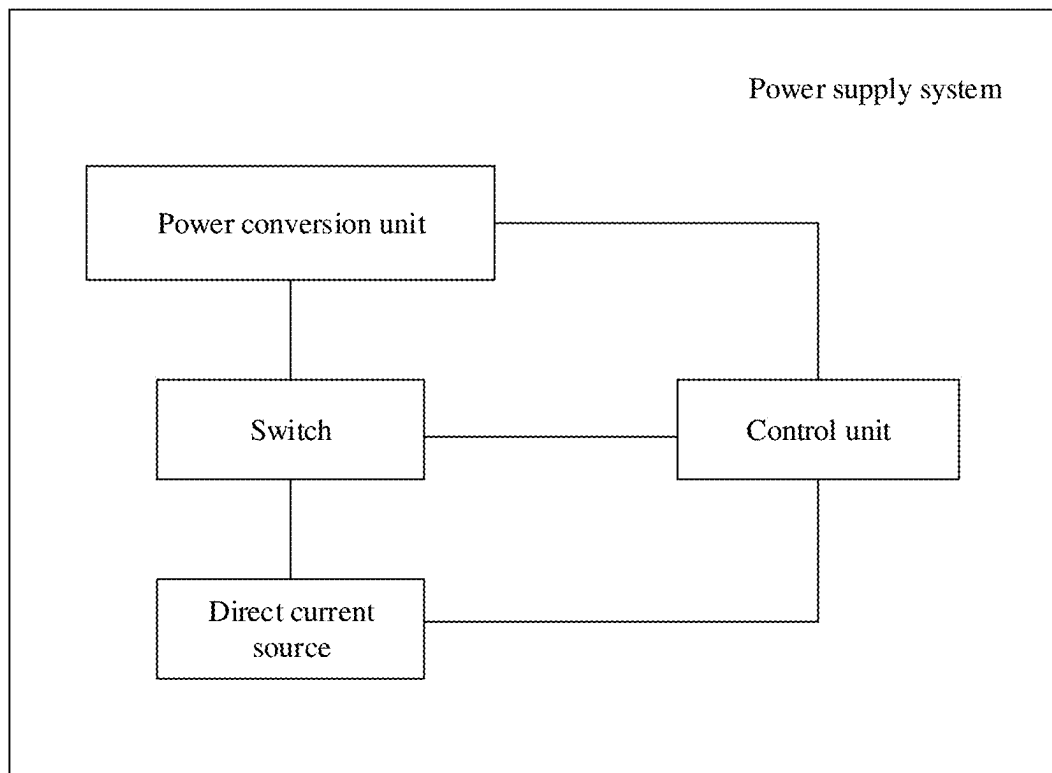 Power supply system
Power conversion unit
Switch
Control unit
Direct current
source